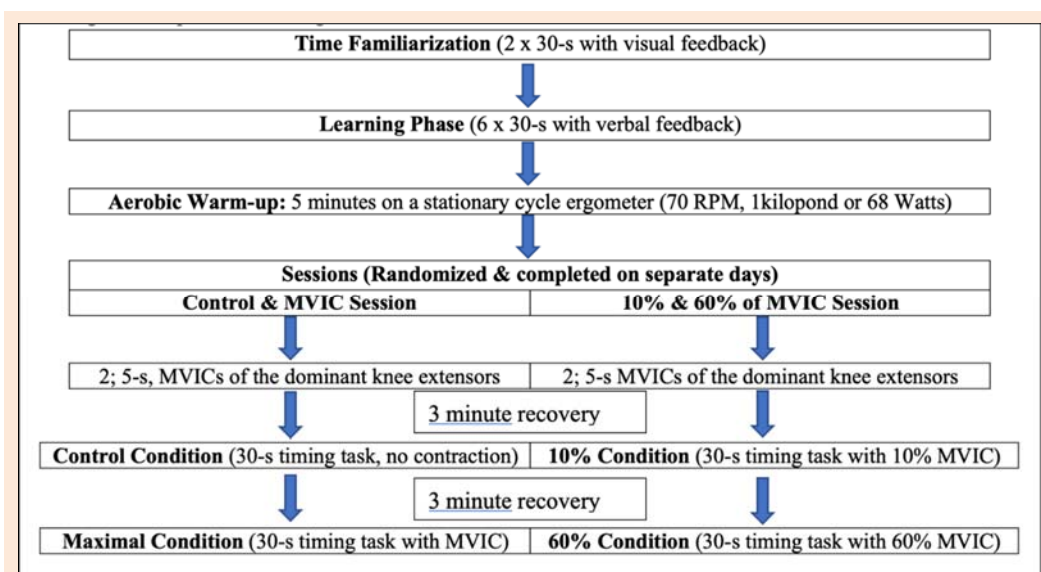 Time Familiarization (2 x 30-s with visual feedback)
Learning Phase (6 x 30-s with verbal feedback)
Aerobic Warm-up: 5 minutes on a stationary cycle ergometer (70 RPM, 1kilopond or 68 Watts)
Sessions (Randomized & completed on separate days)
Control & MVIC Session
10% & 60% of MVIC Session
2; 5-s, MVICs of the dominant knee extensors
2; 5-s MVICs of the dominant knee extensors
3 minute recovery
Control Condition (30-s timing task, no contraction)
10% Condition (30-s timing task with 10% MVIC)
3 minute recovery
Maximal Condition (30-s timing task with MVIC)
60% Condition (30-s timing task with 60% MVIC)